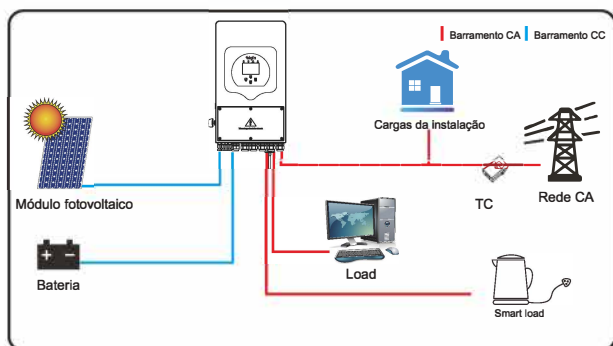 Barramento CA
Barramento CC
Cargas da instalação
Módulo fotovoltaico
TC
Rede CA
Bateria
Load
Smart load